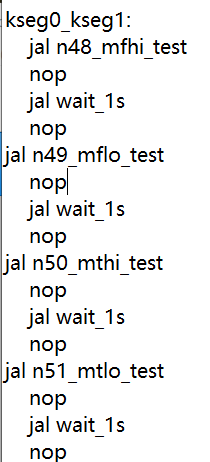 kseg0_kseg1:
jal n48_mfhi_test
nop
jal wait_1s
nop
jal n49_mflo_test
nop
jal wait_1s
nop
jal n50_mthi_test
nop
jal wait_1s
nop
jal n51_mtlo_test
nop
jal wait_1s
nop